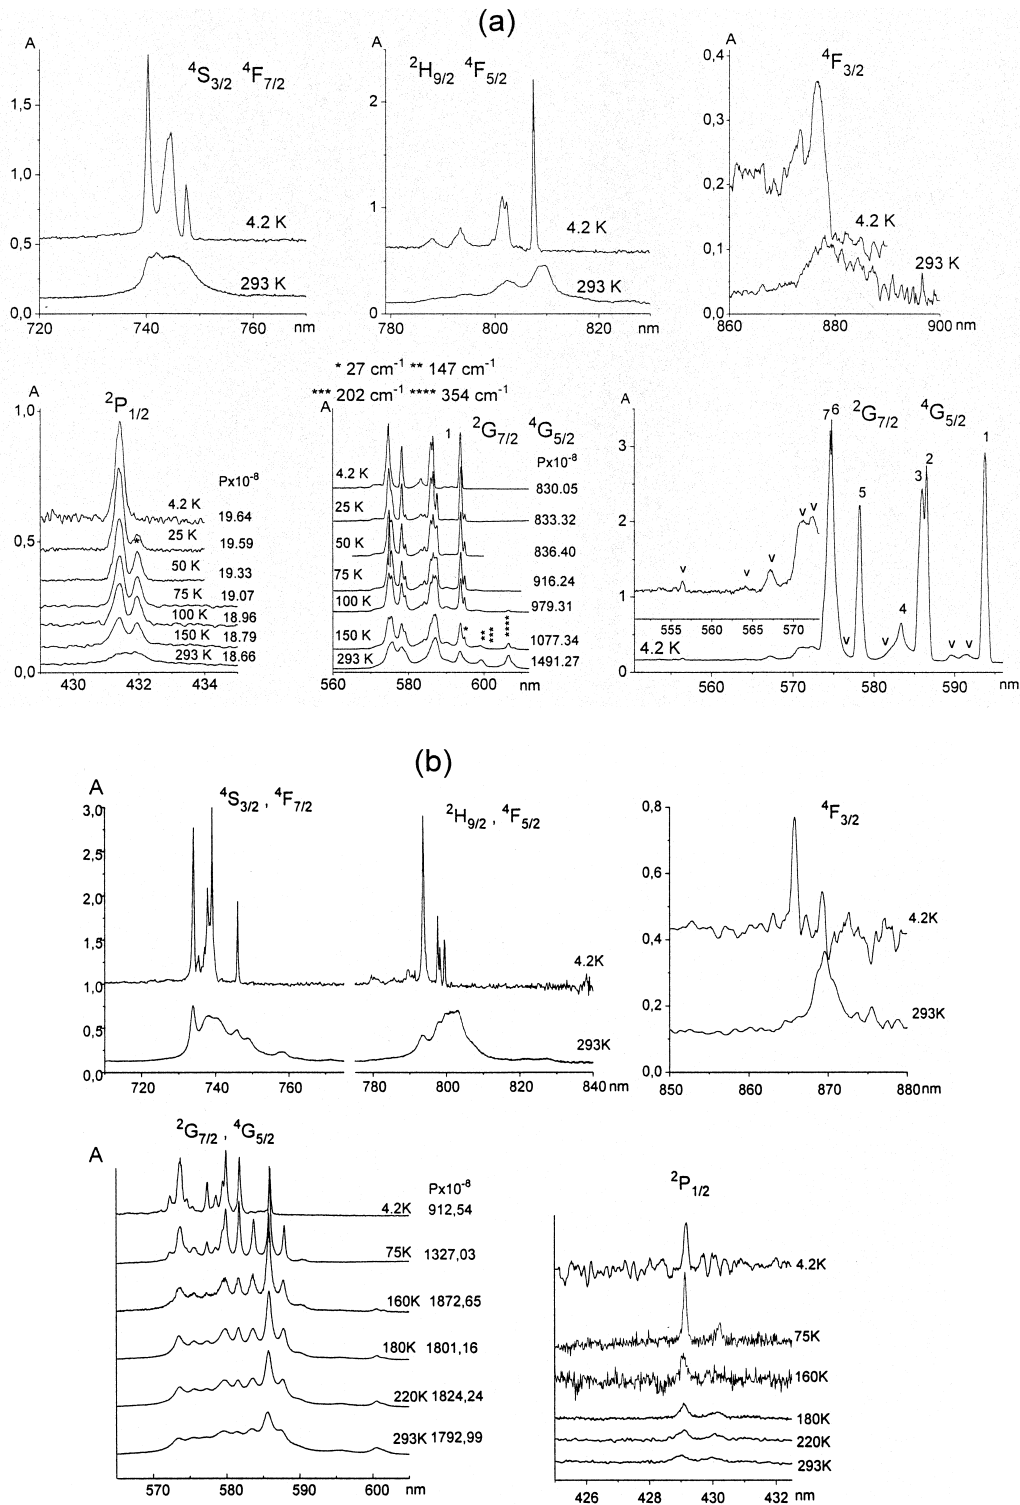 (a)
A
A
A
⁴S₃/₂ ⁴F₇/₂
²H₉/₂ ⁴F₅/₂
⁴F₃/₂
1,5
1,0
0,5
0,0
4.2 K
293 K
720 740 760 nm
2
1
0
4.2 K
293 K
780 800 820 nm
0,4
0,3
0,2
0,1
0,0
4.2 K
293 K
860 880 900 nm
* 27 cm⁻¹ ** 147 cm⁻¹
*** 202 cm⁻¹ **** 354 cm⁻¹
A
²P₁/₂
1,0
0,5
0,0
Px10⁻⁸
4.2 K 19.64
25 K 19.59
*
50 K 19.33
75 K 19.07
100 K 18.96
150 K 18.79
293 K 18.66
430 432 434 nm
A
1
²G₇/₂ ⁴G₅/₂
Px10⁻⁸
4.2 K 830.05
25 K 833.32
50 K 836.40
75 K 916.24
100 K 979.31
150 K * ** *** **** 1077.34
293 K 1491.27
560 580 600 nm
A
7 6 ²G₇/₂ ⁴G₅/₂
1
2
3
5
4
v v v v v
v v v v
3
2
1
0
555 560 565 570
4.2 K
560 570 580 590 nm
(b)
A
⁴S₃/₂ , ⁴F₇/₂
²H₉/₂ , ⁴F₅/₂
3,0
2,5
2,0
1,5
1,0
0,5
0,0
4.2K
293K
720 740 760 780 800 820 840 nm
⁴F₃/₂
0,8
0,6
0,4
0,2
0,0
4.2K
293K
850 860 870 880 nm
A
²G₇/₂ , ⁴G₅/₂
Px10⁻⁸
4.2K 912,54
75K 1327,03
160K 1872,65
180K 1801,16
220K 1824,24
293K 1792,99
570 580 590 600 nm
²P₁/₂
4.2K
75K
160K
180K
220K
293K
426 428 430 432 nm